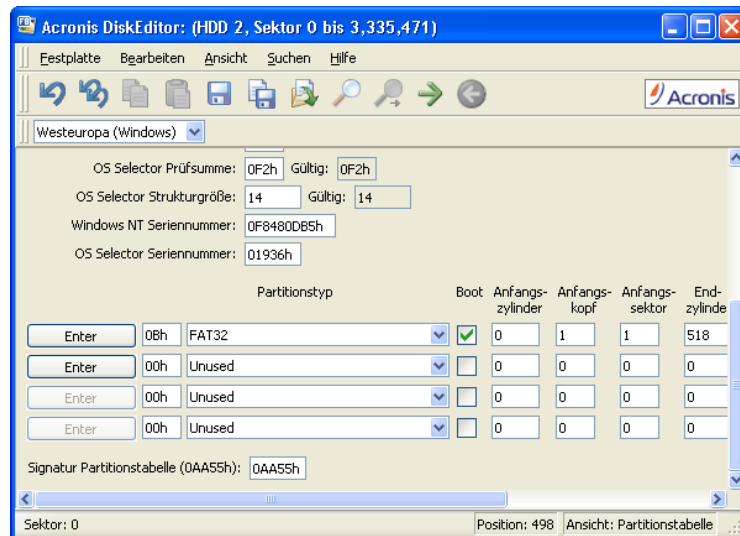 Acronis DiskEditor: (HDD 2, Sektor 0 bis 3,335,471)
Festplatte Bearbeiten Ansicht Suchen Hilfe
Acronis
Westeuropa (Windows)
OS Selector Prüfsumme: 0F2h Gültig: 0F2h
OS Selector Strukturgröße: 14 Gültig: 14
Windows NT Seriennummer: 0F8480DB5h
OS Selector Seriennummer: 01936h
Partitionstyp Boot Anfangs- Anfangs- Anfangs- End-
zylinder kopf sektor zylinde
Enter 0Bh FAT32 0 1 1 518
Enter 00h Unused 0 0 0 0
Enter 00h Unused 0 0 0 0
Enter 00h Unused 0 0 0 0
Signatur Partitionstabelle (0AA55h): 0AA55h
Sektor: 0 Position: 498 Ansicht: Partitionstabelle